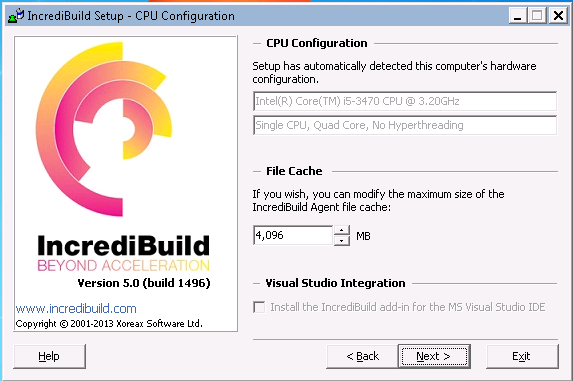 IncrediBuild Setup - CPU Configuration
IncrediBuild
BEYOND ACCELERATION
Version 5.0 (build 1496)
www.incredibuild.com
Copyright © 2001-2013 Xoreax Software Ltd.
CPU Configuration
Setup has automatically detected this computer's hardware
configuration.
Intel(R) Core(TM) i5-3470 CPU @ 3.20GHz
Single CPU, Quad Core, No Hyperthreading
File Cache
If you wish, you can modify the maximum size of the
IncrediBuild Agent file cache:
4,096 MB
Visual Studio Integration
Install the IncrediBuild add-in for the MS Visual Studio IDE
Help < Back Next > Exit